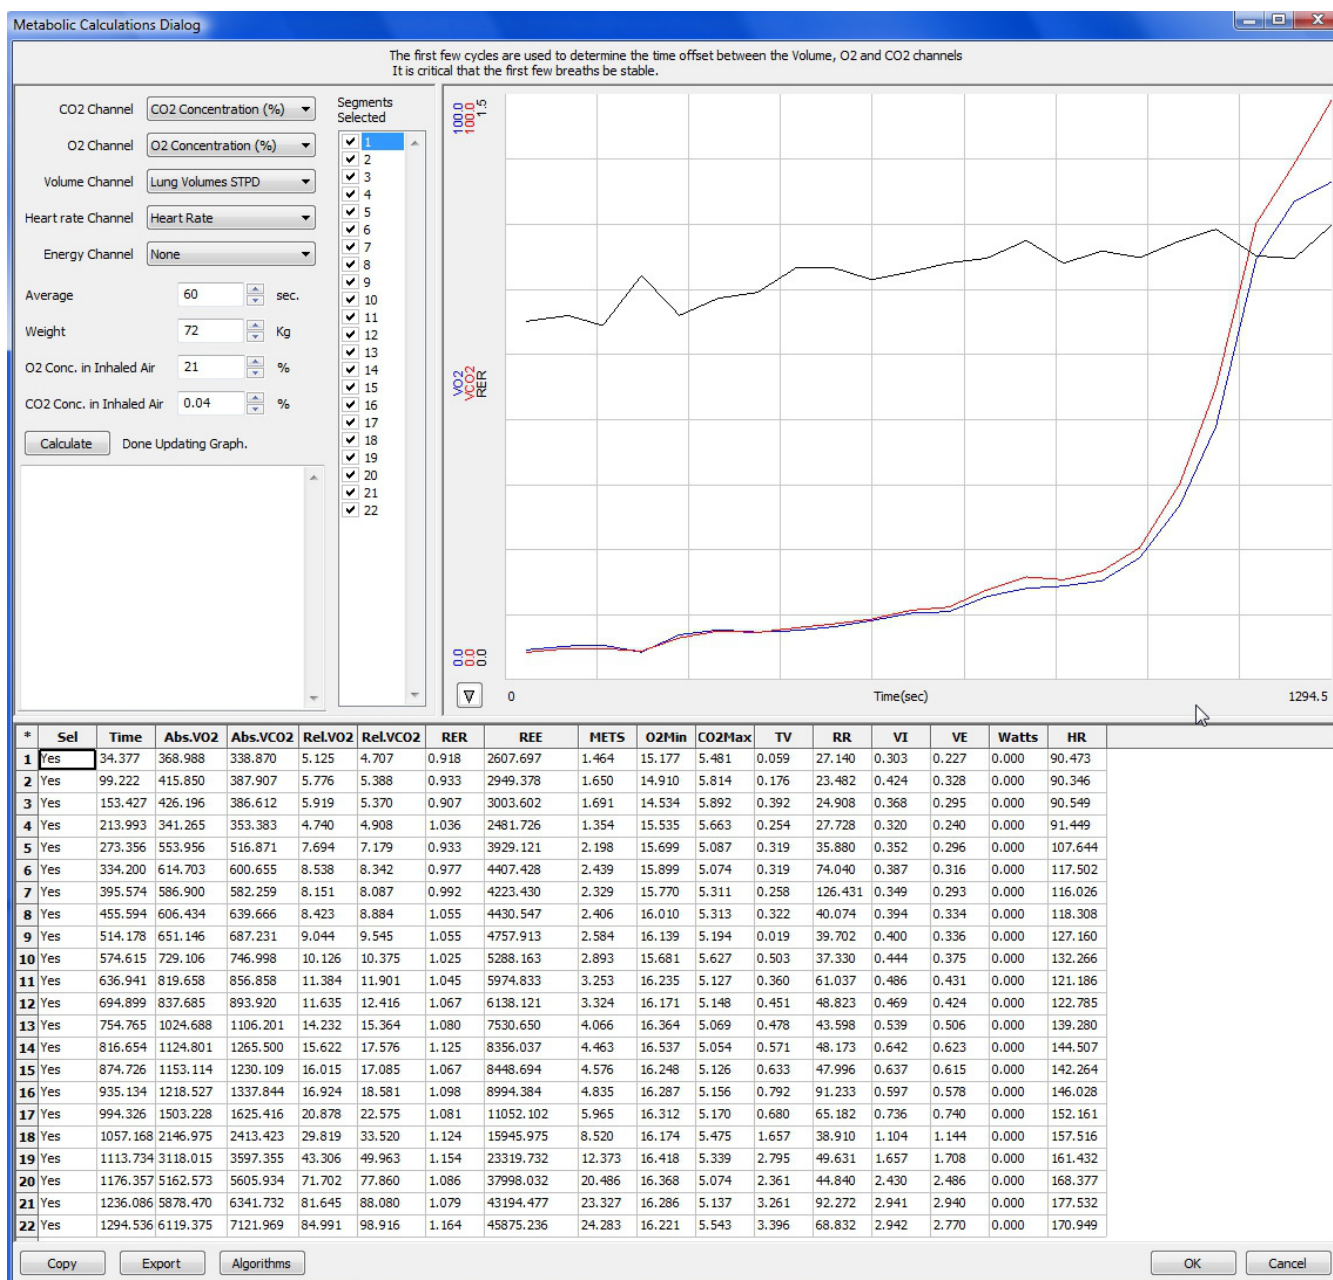 Metabolic Calculations Dialog
The first few cycles are used to determine the time offset between the Volume, O2 and CO2 channels
It is critical that the first few breaths be stable.
CO2 Channel CO2 Concentration (%)
O2 Channel O2 Concentration (%)
Volume Channel Lung Volumes STPD
Heart rate Channel Heart Rate
Energy Channel None
Average 60 sec.
Weight 72 Kg
O2 Conc. in Inhaled Air 21 %
CO2 Conc. in Inhaled Air 0.04 %
Calculate Done Updating Graph.
Segments
Selected
1
2
3
4
5
6
7
8
9
10
11
12
13
14
15
16
17
18
19
20
21
22
100.0
100.0
1.5
VO2
VCO2
RER
0.0
0.0
0.0
0 Time(sec) 1294.5
* Sel Time Abs.VO2 Abs.VCO2 Rel.VO2 Rel.VCO2 RER REE METS O2Min CO2Max TV RR VI VE Watts HR
1 Yes 34.377 368.988 338.870 5.125 4.707 0.918 2607.697 1.464 15.177 5.481 0.059 27.140 0.303 0.227 0.000 90.473
2 Yes 99.222 415.850 387.907 5.776 5.388 0.933 2949.378 1.650 14.910 5.814 0.176 23.482 0.424 0.328 0.000 90.346
3 Yes 153.427 426.196 386.612 5.919 5.370 0.907 3003.602 1.691 14.534 5.892 0.392 24.908 0.368 0.295 0.000 90.549
4 Yes 213.993 341.265 353.383 4.740 4.908 1.036 2481.726 1.354 15.535 5.663 0.254 27.728 0.320 0.240 0.000 91.449
5 Yes 273.356 553.956 516.871 7.694 7.179 0.933 3929.121 2.198 15.699 5.087 0.319 35.880 0.352 0.296 0.000 107.644
6 Yes 334.200 614.703 600.655 8.538 8.342 0.977 4407.428 2.439 15.899 5.074 0.319 74.040 0.387 0.316 0.000 117.502
7 Yes 395.574 586.900 582.259 8.151 8.087 0.992 4223.430 2.329 15.770 5.311 0.258 126.431 0.349 0.293 0.000 116.026
8 Yes 455.594 606.434 639.666 8.423 8.884 1.055 4430.547 2.406 16.010 5.313 0.322 40.074 0.394 0.334 0.000 118.308
9 Yes 514.178 651.146 687.231 9.044 9.545 1.055 4757.913 2.584 16.139 5.194 0.019 39.702 0.400 0.336 0.000 127.160
10 Yes 574.615 729.106 746.998 10.126 10.375 1.025 5288.163 2.893 15.681 5.627 0.503 37.330 0.444 0.375 0.000 132.266
11 Yes 636.941 819.658 856.858 11.384 11.901 1.045 5974.833 3.253 16.235 5.127 0.360 61.037 0.486 0.431 0.000 121.186
12 Yes 694.899 837.685 893.920 11.635 12.416 1.067 6138.121 3.324 16.171 5.148 0.451 48.823 0.469 0.424 0.000 122.785
13 Yes 754.765 1024.688 1106.201 14.232 15.364 1.080 7530.650 4.066 16.364 5.069 0.478 43.598 0.539 0.506 0.000 139.280
14 Yes 816.654 1124.801 1265.500 15.622 17.576 1.125 8356.037 4.463 16.537 5.054 0.571 48.173 0.642 0.623 0.000 144.507
15 Yes 874.726 1153.114 1230.109 16.015 17.085 1.067 8448.694 4.576 16.248 5.126 0.633 47.996 0.637 0.615 0.000 142.264
16 Yes 935.134 1218.527 1337.844 16.924 18.581 1.098 8994.384 4.835 16.287 5.156 0.792 91.233 0.597 0.578 0.000 146.028
17 Yes 994.326 1503.228 1625.416 20.878 22.575 1.081 11052.102 5.965 16.312 5.170 0.680 65.182 0.736 0.740 0.000 152.161
18 Yes 1057.168 2146.975 2413.423 29.819 33.520 1.124 15945.975 8.520 16.174 5.475 1.657 38.910 1.104 1.144 0.000 157.516
19 Yes 1113.734 3118.015 3597.355 43.306 49.963 1.154 23319.732 12.373 16.418 5.339 2.795 49.631 1.657 1.708 0.000 161.432
20 Yes 1176.357 5162.573 5605.934 71.702 77.860 1.086 37998.032 20.486 16.368 5.074 2.361 44.840 2.430 2.486 0.000 168.377
21 Yes 1236.086 5878.470 6341.732 81.645 88.080 1.079 43194.477 23.327 16.286 5.137 3.261 92.272 2.941 2.940 0.000 177.532
22 Yes 1294.536 6119.375 7121.969 84.991 98.916 1.164 45875.236 24.283 16.221 5.543 3.396 68.832 2.942 2.770 0.000 170.949
Copy Export Algorithms OK Cancel